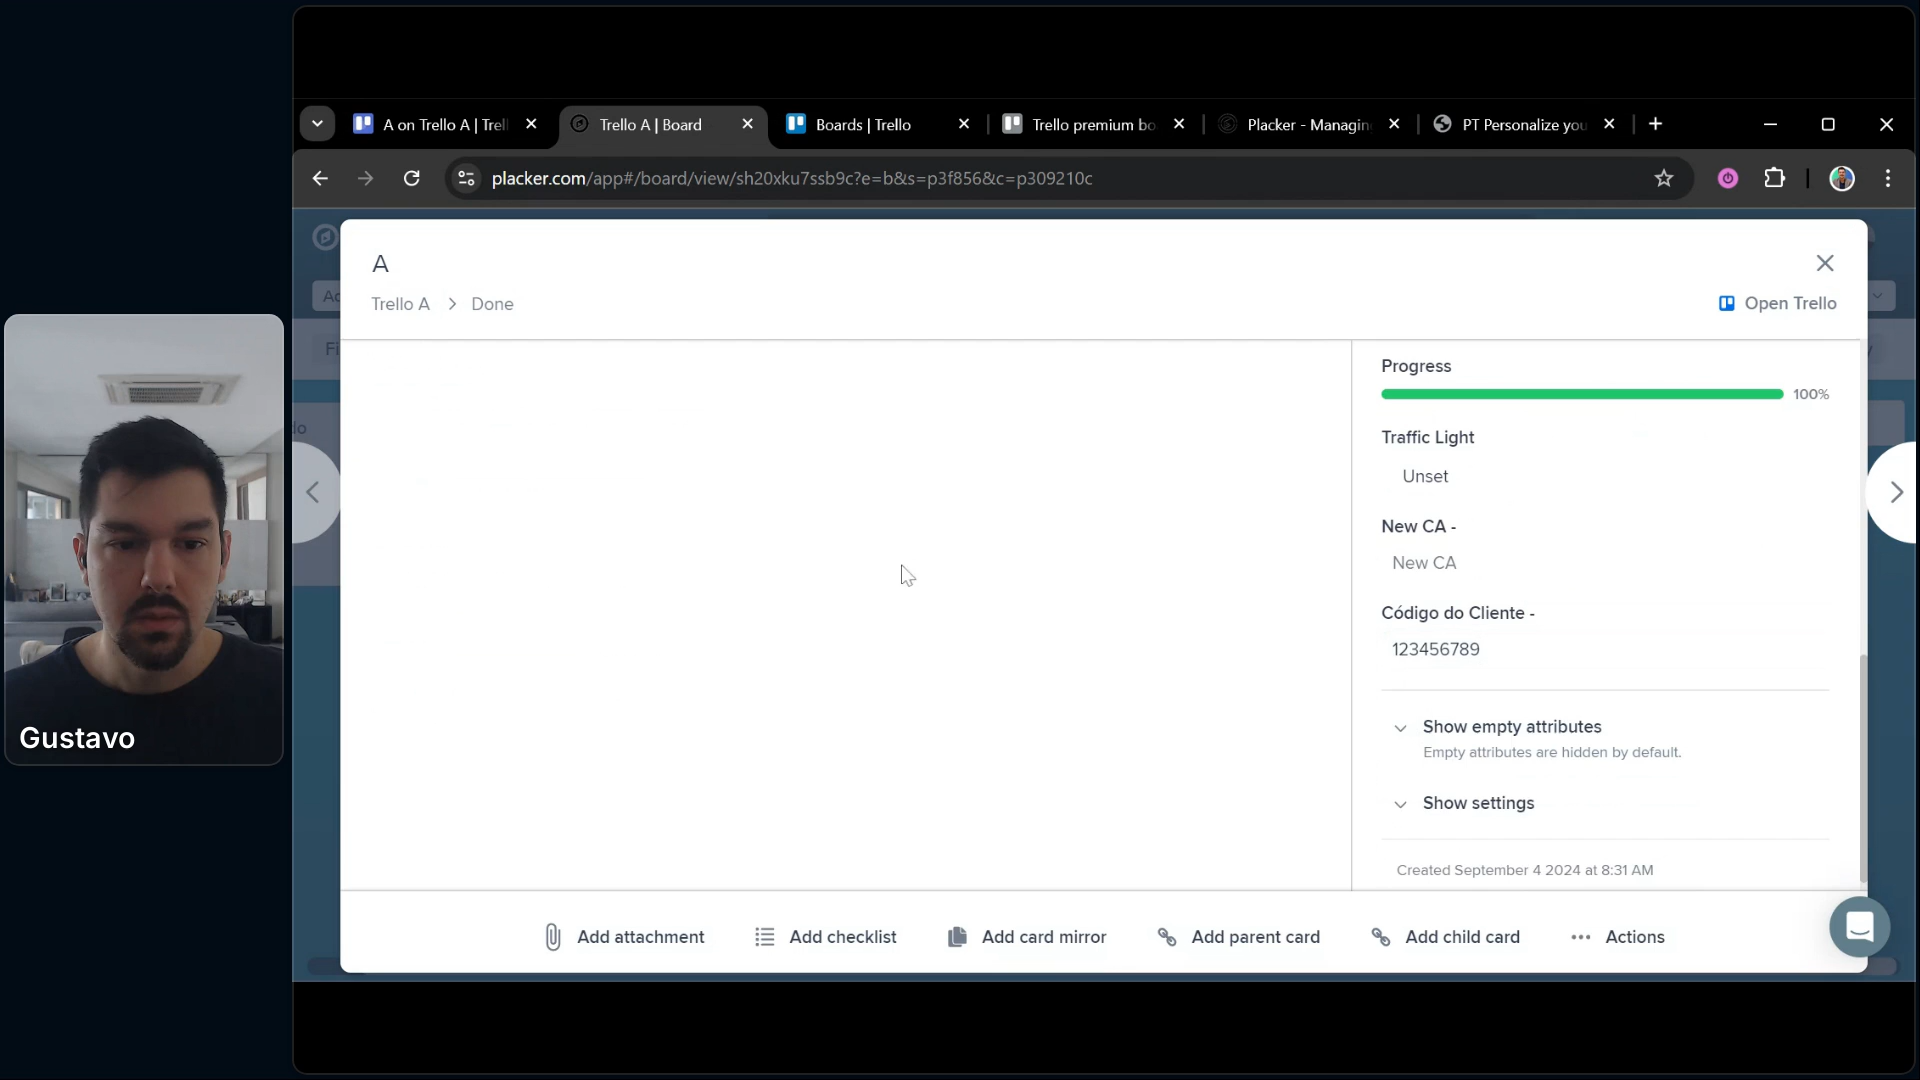 A on Trello A | Trell
Trello A | Board
Boards | Trello
Trello premium bo
Placker - Managin
PT Personalize you
placker.com/app#/board/view/sh20xku7ssb9c?e=b&s=p3f856&c=p309210c
A
Trello A > Done
Open Trello
Progress
100%
Traffic Light
Unset
New CA -
New CA
Código do Cliente -
123456789
Show empty attributes
Empty attributes are hidden by default.
Show settings
Created September 4 2024 at 8:31 AM
Add attachment
Add checklist
Add card mirror
Add parent card
Add child card
Actions
Gustavo